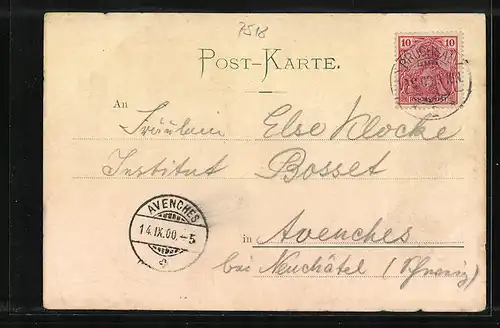 7518
POST-KARTE.
10 10
REICHSPOST
An
Fräulein Else Klocke
Institut Bosset
AVENCHES
14.IX.00.-5
in Avenches
bei Neuchâtel (Schweiz)